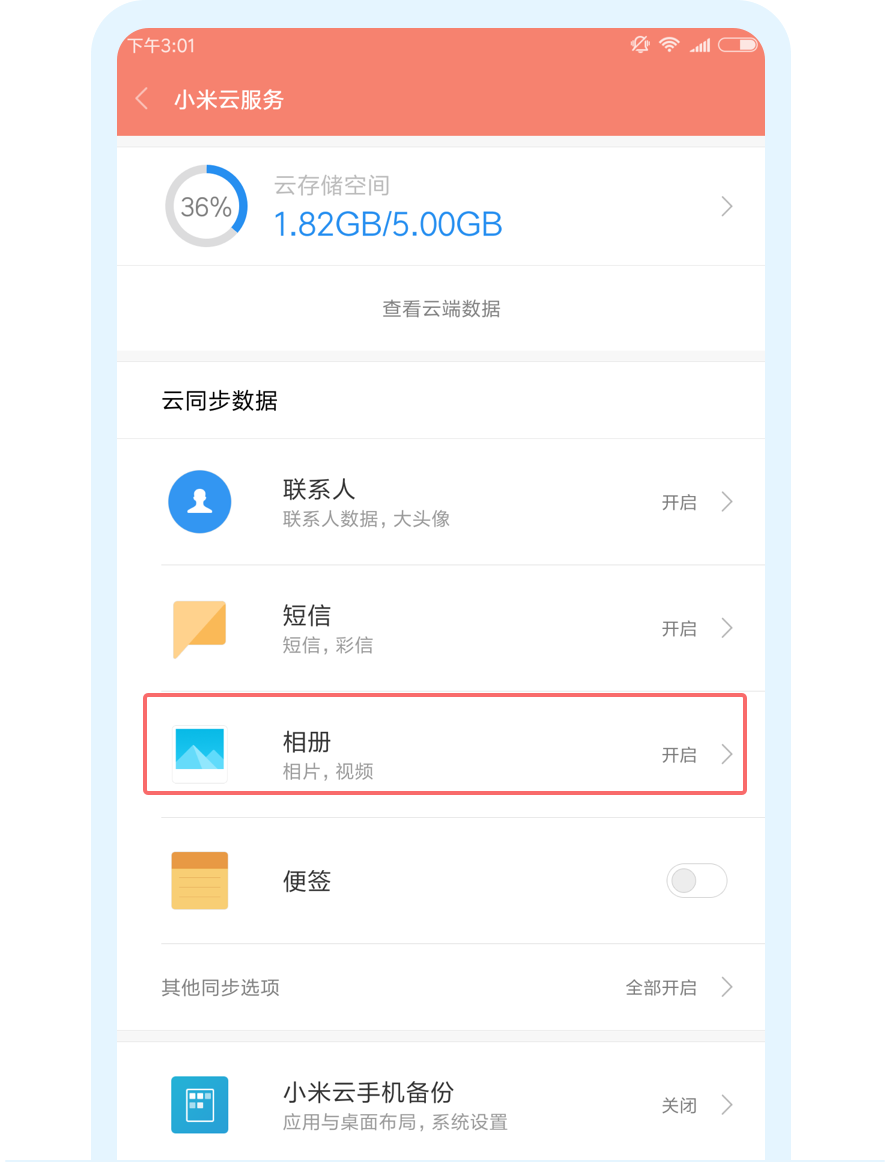 下午3:01
小米云服务
36%
云存储空间
1.82GB/5.00GB
查看云端数据
云同步数据
联系人
联系人数据，大头像
开启
短信
短信，彩信
开启
相册
相片，视频
开启
便签
其他同步选项
全部开启
小米云手机备份
应用与桌面布局，系统设置
关闭